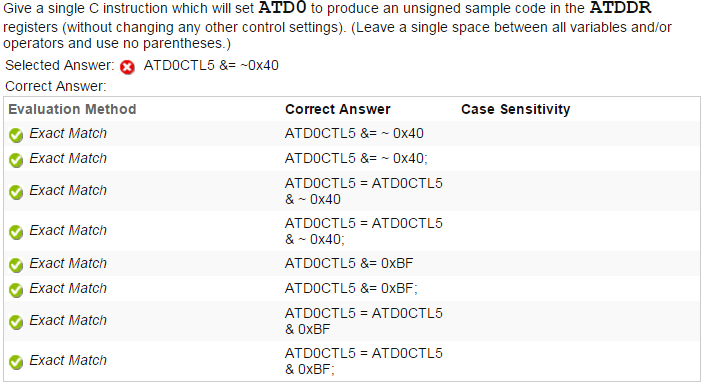 Give a single C instruction which will set ATD0 to produce an unsigned sample code in the ATDDR
registers (without changing any other control settings). (Leave a single space between all variables and/or
operators and use no parentheses.)
Selected Answer: ATD0CTL5 &= ~0x40
Correct Answer:
Evaluation Method Correct Answer Case Sensitivity
Exact Match ATD0CTL5 &= ~ 0x40
Exact Match ATD0CTL5 &= ~ 0x40;
Exact Match ATD0CTL5 = ATD0CTL5
& ~ 0x40
Exact Match ATD0CTL5 = ATD0CTL5
& ~ 0x40;
Exact Match ATD0CTL5 &= 0xBF
Exact Match ATD0CTL5 &= 0xBF;
Exact Match ATD0CTL5 = ATD0CTL5
& 0xBF
Exact Match ATD0CTL5 = ATD0CTL5
& 0xBF;